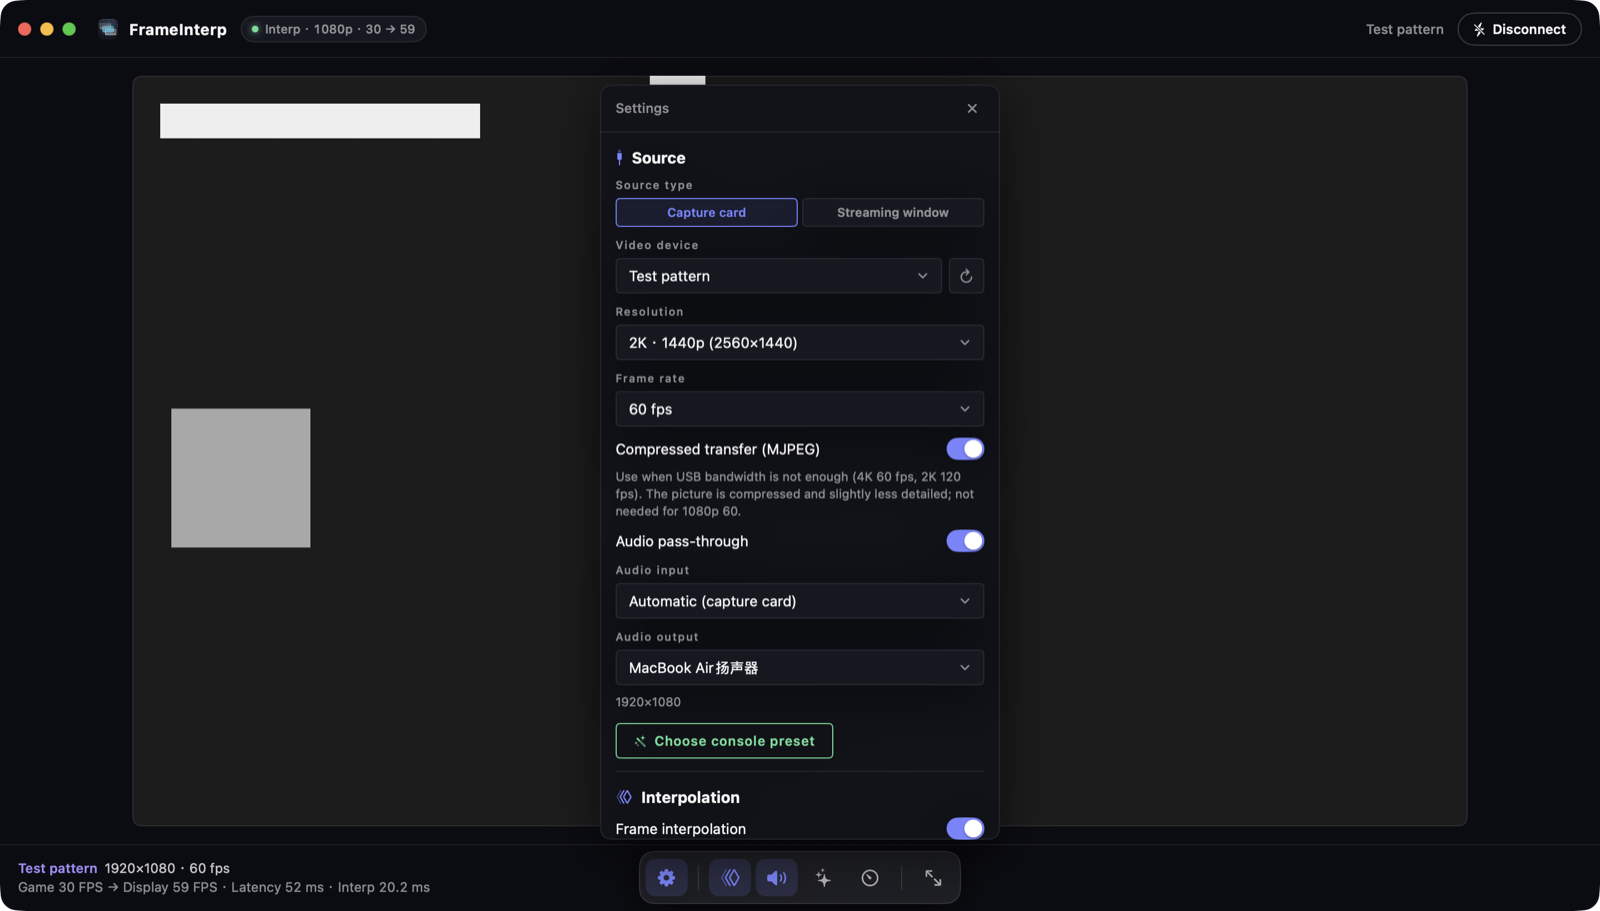 FrameInterp
Interp · 1080p · 30 → 59
Test pattern
Disconnect
Settings
Source
Source type
Capture card
Streaming window
Video device
Test pattern
Resolution
2K · 1440p (2560×1440)
Frame rate
60 fps
Compressed transfer (MJPEG)
Use when USB bandwidth is not enough (4K 60 fps, 2K 120
fps). The picture is compressed and slightly less detailed; not
needed for 1080p 60.
Audio pass-through
Audio input
Automatic (capture card)
Audio output
MacBook Air扬声器
1920×1080
Choose console preset
Interpolation
Frame interpolation
Test pattern 1920×1080 · 60 fps
Game 30 FPS → Display 59 FPS · Latency 52 ms · Interp 20.2 ms